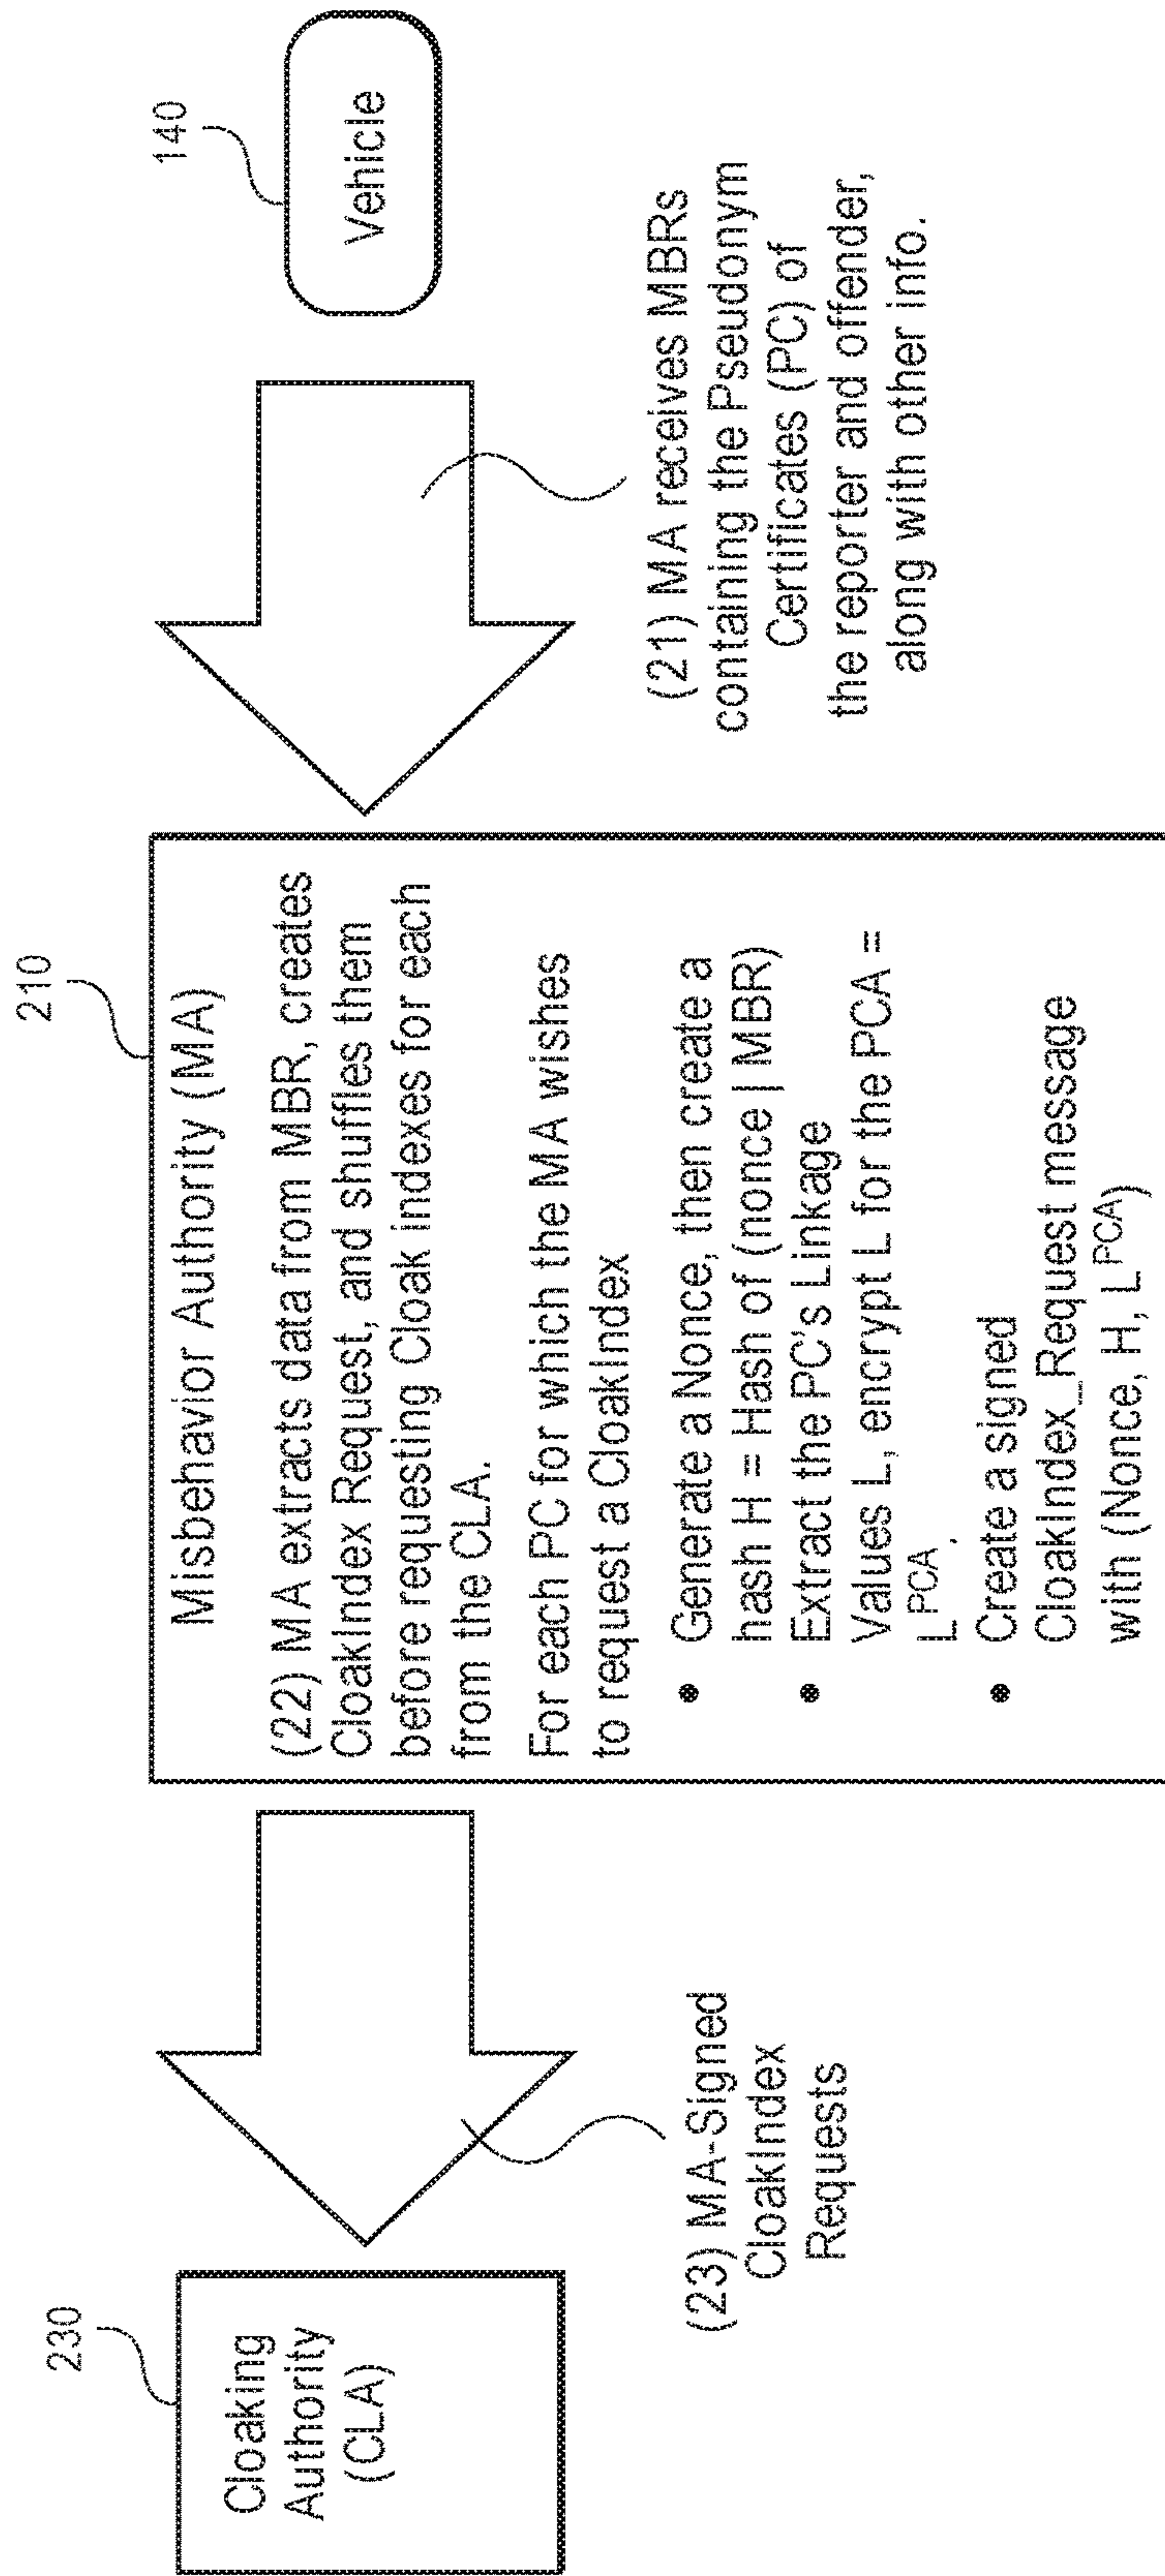 230
Cloaking
Authority
(CLA)
(23) MA-Signed
CloakIndex
Requests
210
Misbehavior Authority (MA)
(22) MA extracts data from MBR, creates
CloakIndex Request, and shuffles them
before requesting Cloak indexes for each
from the CLA.
For each PC for which the MA wishes
to request a CloakIndex
• Generate a Nonce, then create a
hash H = Hash of (nonce | MBR)
• Extract the PC's Linkage
Values L, encrypt L for the PCA =
L^PCA,
• Create a signed
CloakIndex_Request message
with (Nonce, H, L^PCA)
140
Vehicle
(21) MA receives MBRs
containing the Pseudonym
Certificates (PC) of
the reporter and offender,
along with other info.